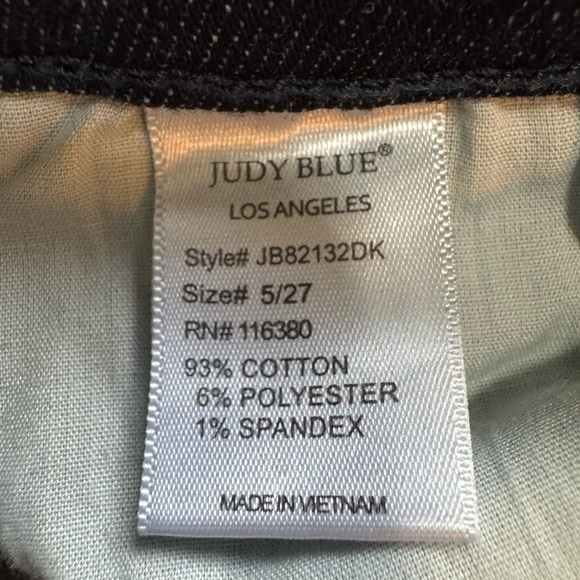 JUDY BLUE®
LOS ANGELES
Style# JB82132DK
Size# 5/27
RN# 116380
93% COTTON
6% POLYESTER
1% SPANDEX
MADE IN VIETNAM